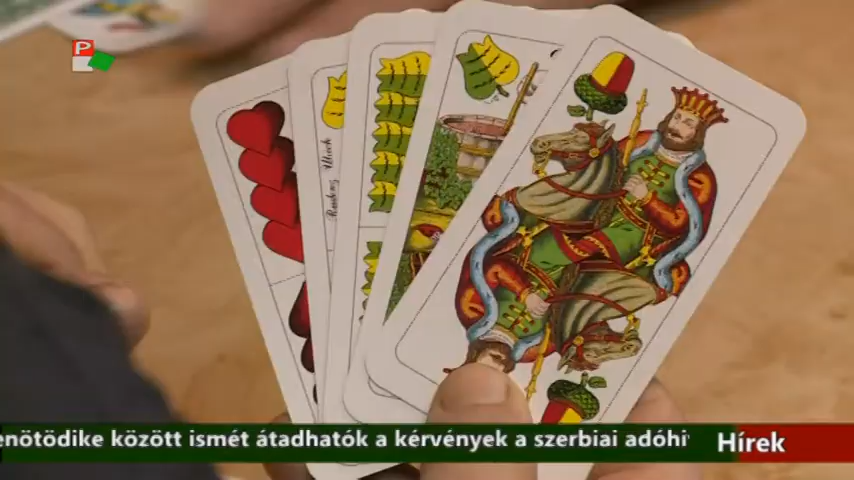 P
enötödike között ismét átadhatók a kérvények a szerbiai adóhi
Hírek